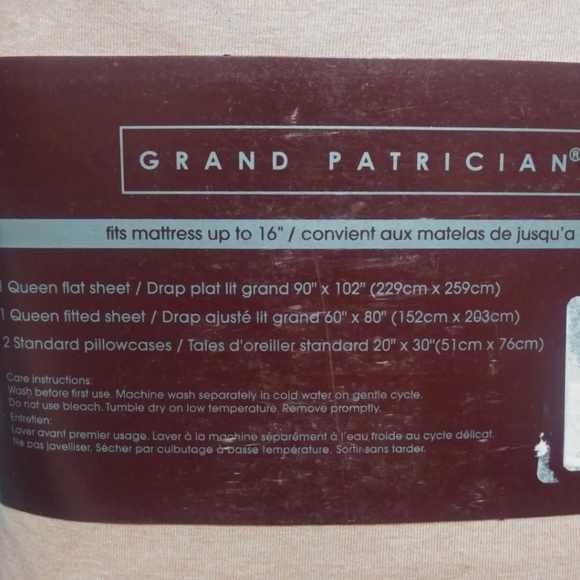 GRAND PATRICIAN®
fits mattress up to 16" / convient aux matelas de jusqu'a
1 Queen flat sheet / Drap plat lit grand 90" x 102" (229cm x 259cm)
1 Queen fitted sheet / Drap ajusté lit grand 60" x 80" (152cm x 203cm)
2 Standard pillowcases / Taies d'oreiller standard 20" x 30"(51cm x 76cm)
Care instructions:
Wash before first use. Machine wash separately in cold water on gentle cycle.
Do not use bleach. Tumble dry on low temperature. Remove promptly.
Entretien:
Laver avant premier usage. Laver à la machine séparément à l'eau froide au cycle délicat.
Ne pas javelliser. Sécher par culbutage à basse température. Sortir sans tarder.